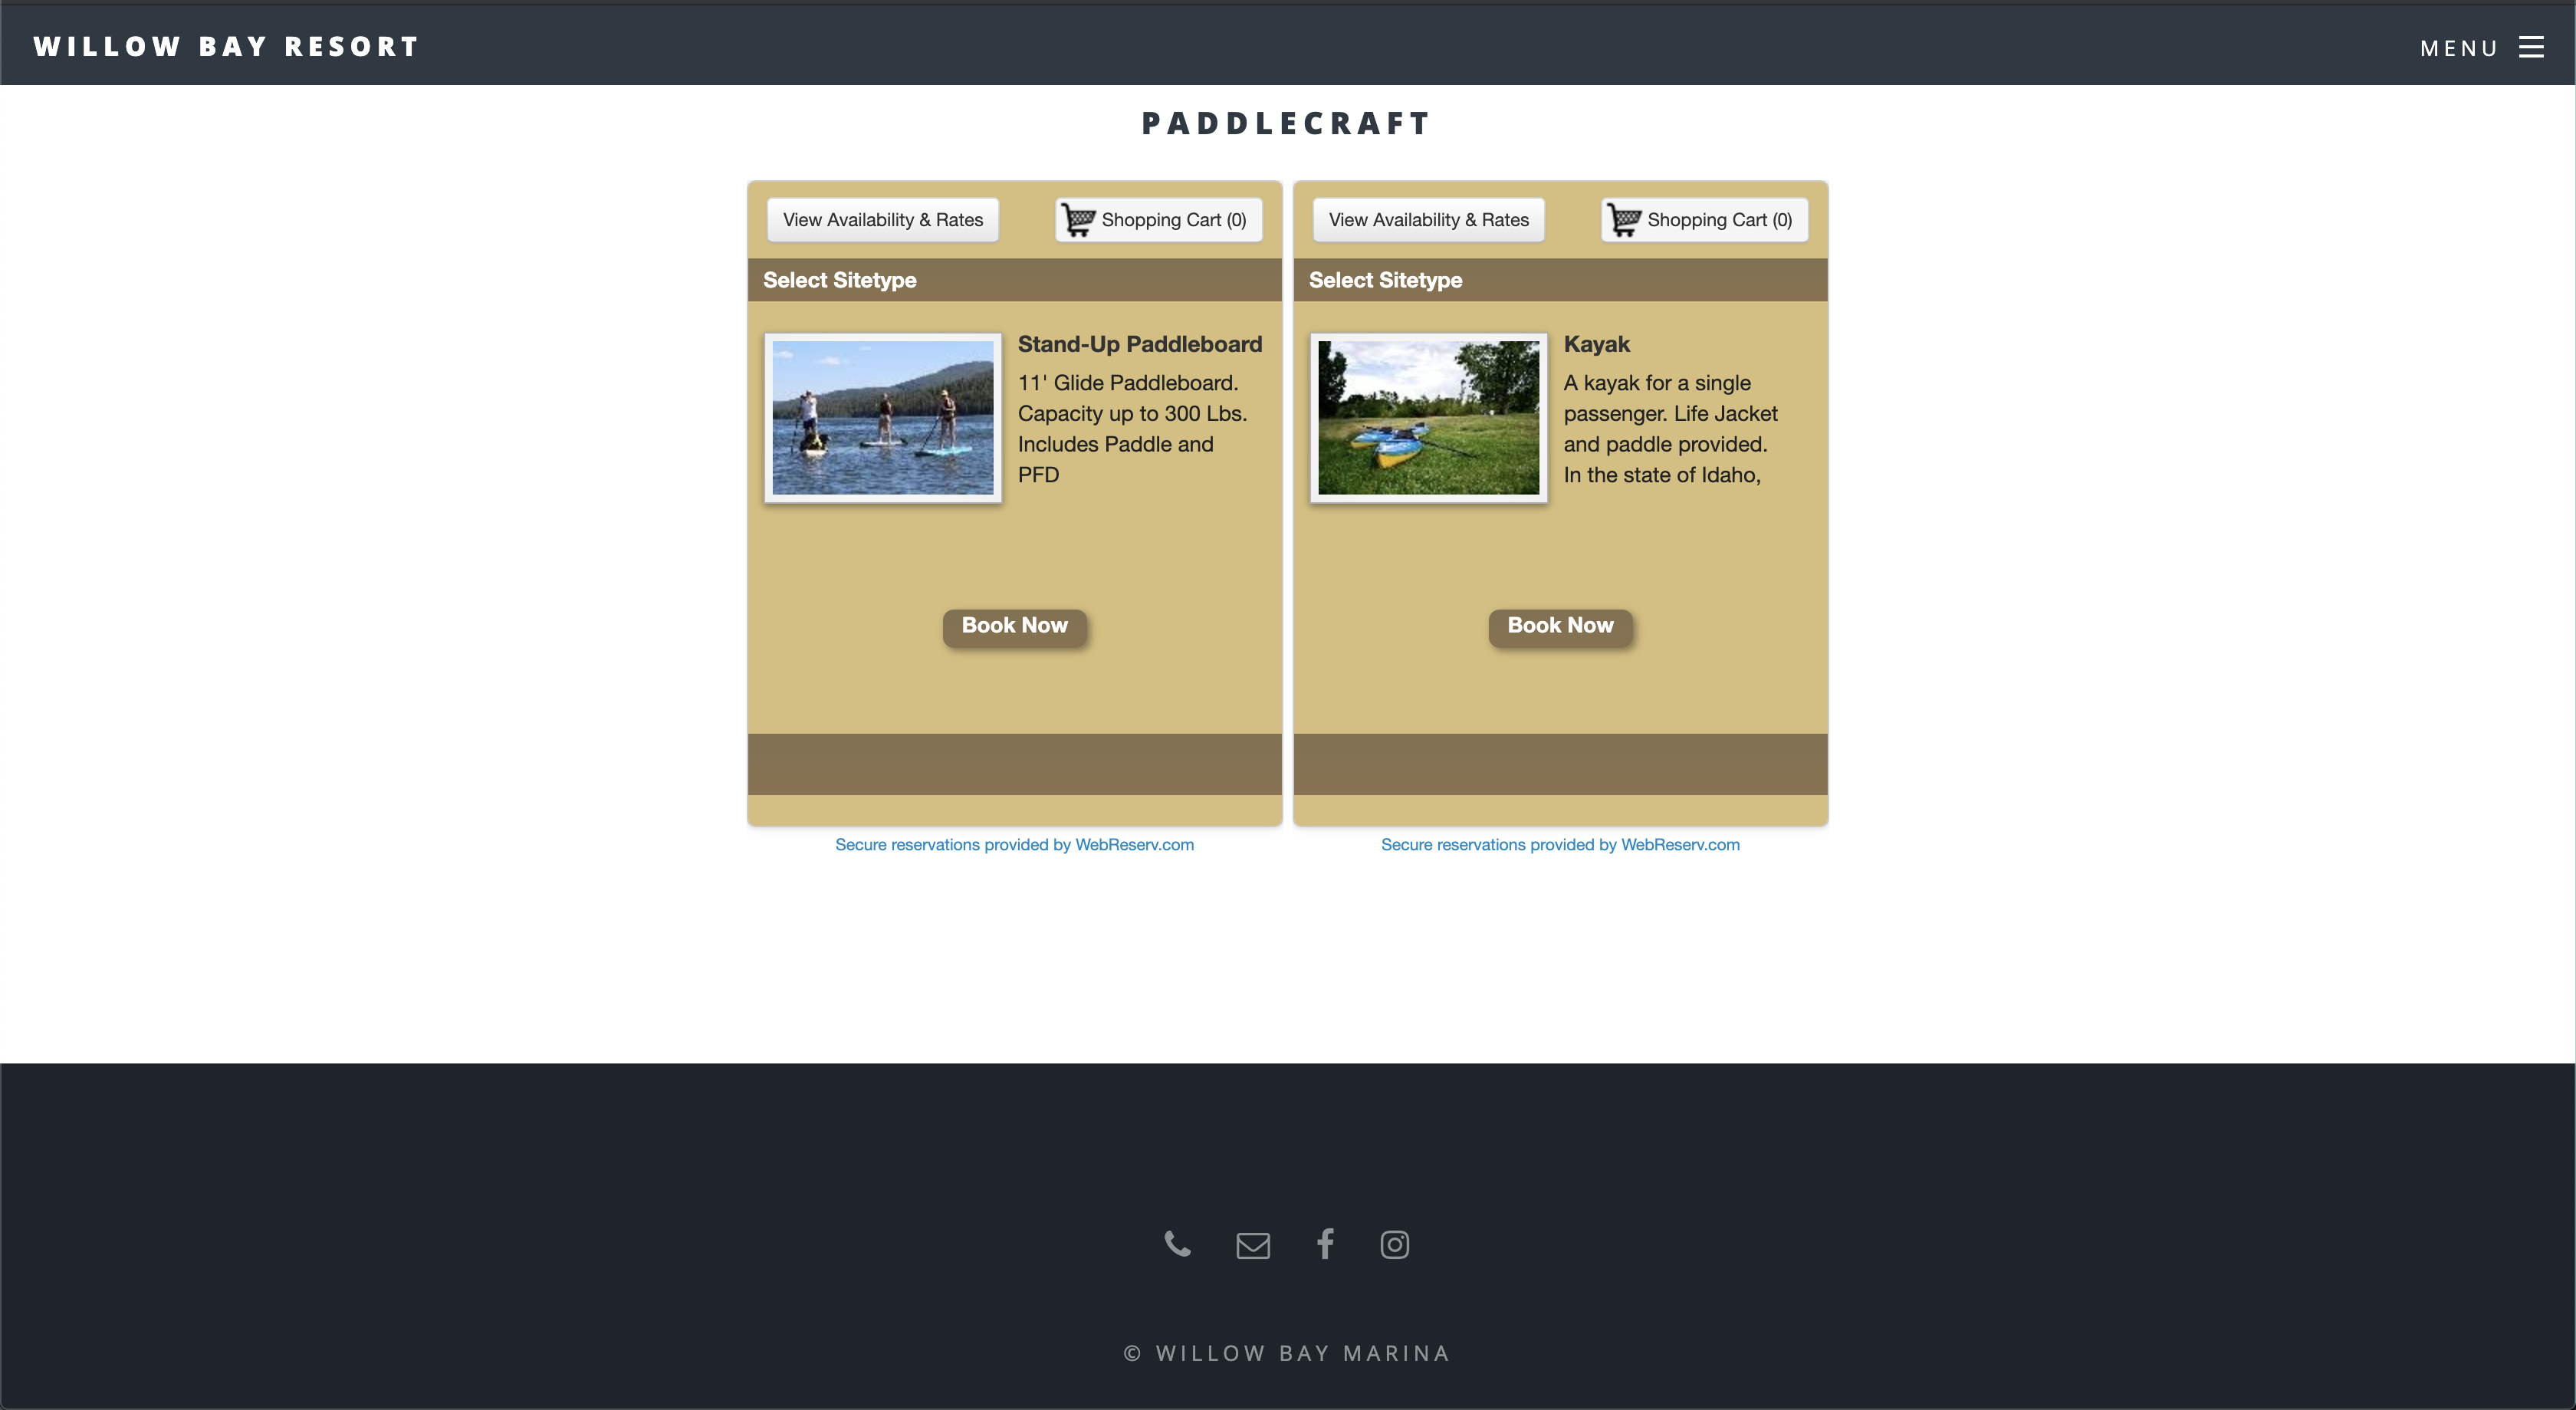 WILLOW BAY RESORT
MENU
PADDLECRAFT
View Availability & Rates
Shopping Cart (0)
Select Sitetype
Stand-Up Paddleboard
11' Glide Paddleboard.
Capacity up to 300 Lbs.
Includes Paddle and
PFD
Book Now
Secure reservations provided by WebReserv.com
View Availability & Rates
Shopping Cart (0)
Select Sitetype
Kayak
A kayak for a single
passenger. Life Jacket
and paddle provided.
In the state of Idaho,
Book Now
Secure reservations provided by WebReserv.com
© WILLOW BAY MARINA